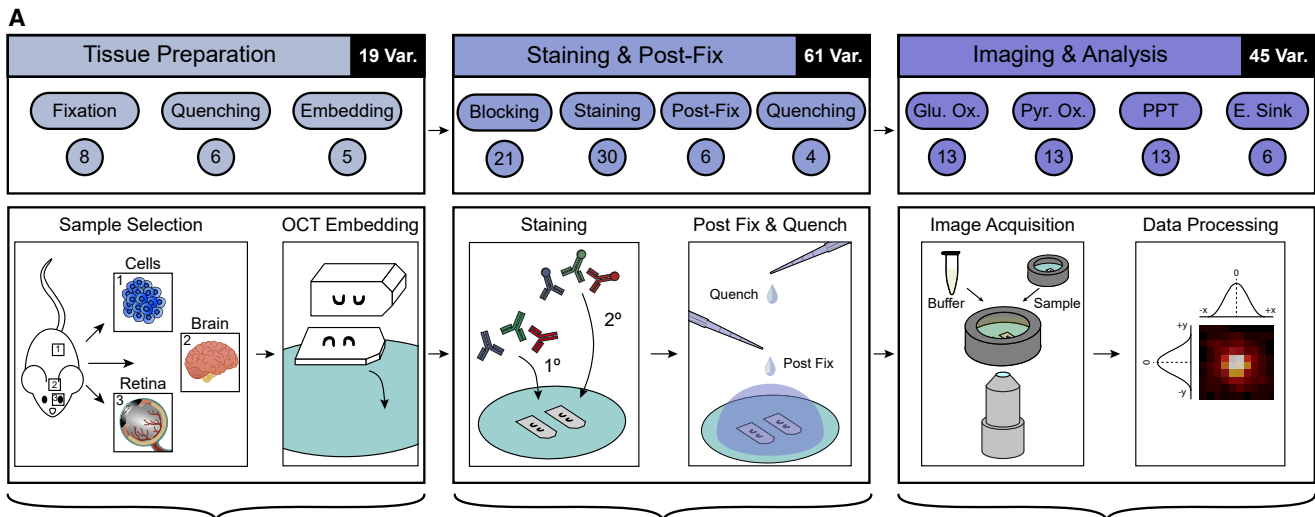 A
Tissue Preparation 19 Var.
Fixation Quenching Embedding
8 6 5
Staining & Post-Fix 61 Var.
Blocking Staining Post-Fix Quenching
21 30 6 4
Imaging & Analysis 45 Var.
Glu. Ox. Pyr. Ox. PPT E. Sink
13 13 13 6
Sample Selection
Cells
1
Brain
2
Retina
3
1
2
3
OCT Embedding
Staining
1º
2º
Post Fix & Quench
Quench
Post Fix
Image Acquisition
Buffer
Sample
Data Processing
0
-x +x
+y
0
-y